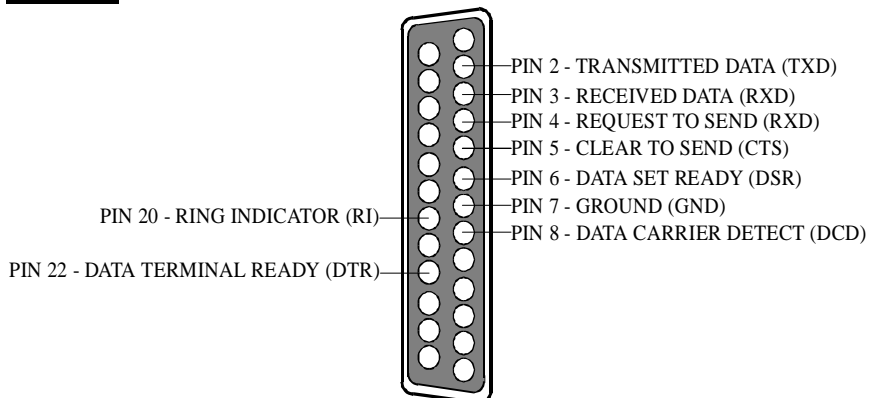 PIN 2 - TRANSMITTED DATA (TXD)
PIN 3 - RECEIVED DATA (RXD)
PIN 4 - REQUEST TO SEND (RXD)
PIN 5 - CLEAR TO SEND (CTS)
PIN 6 - DATA SET READY (DSR)
PIN 20 - RING INDICATOR (RI)
PIN 7 - GROUND (GND)
PIN 8 - DATA CARRIER DETECT (DCD)
PIN 22 - DATA TERMINAL READY (DTR)